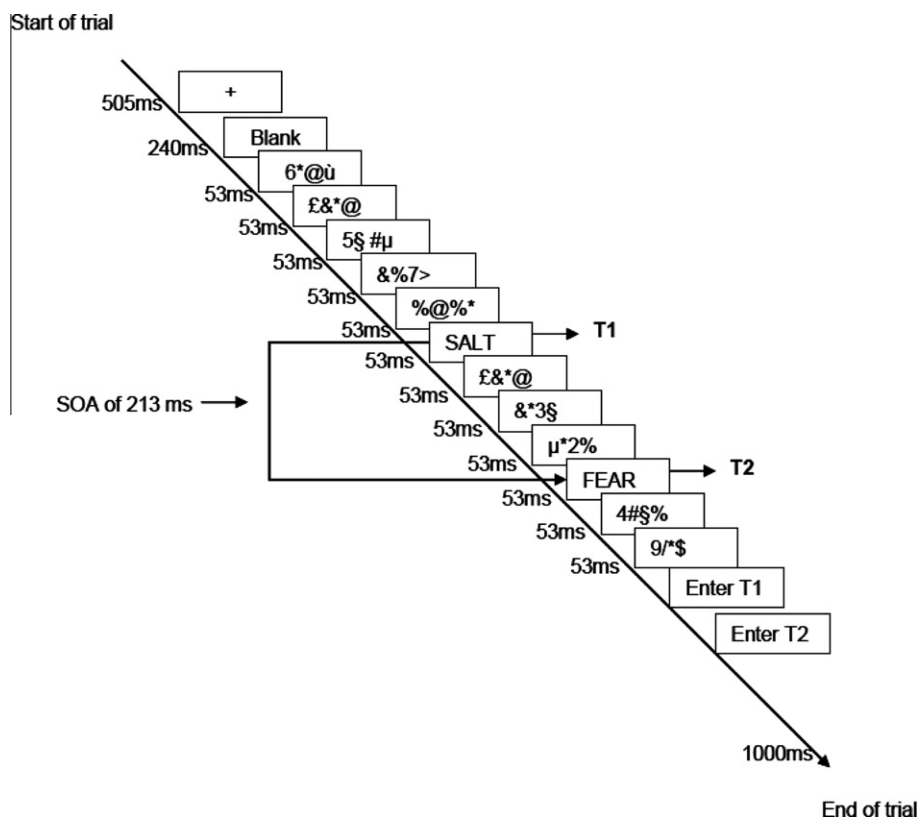 Start of trial
+
505ms
Blank
240ms
6*@ù
53ms
£&*@
53ms
5§ #µ
53ms
&%7>
53ms
%@%*
53ms
SALT
T1
53ms
£&*@
53ms
&*3§
SOA of 213 ms
53ms
µ*2%
53ms
FEAR
T2
53ms
4#§%
53ms
9/*$
53ms
Enter T1
Enter T2
1000ms
End of trial